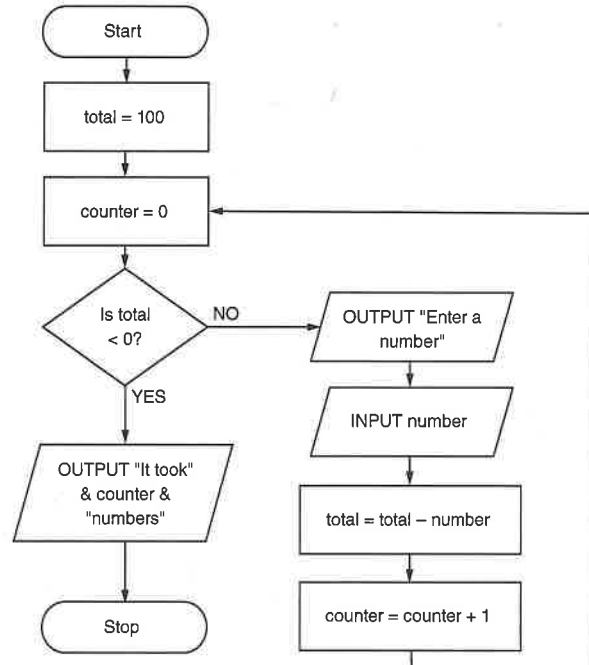 Start
total = 100
counter = 0
Is total
< 0?
NO
YES
OUTPUT "It took"
& counter &
"numbers"
Stop
OUTPUT "Enter a
number"
INPUT number
total = total – number
counter = counter + 1